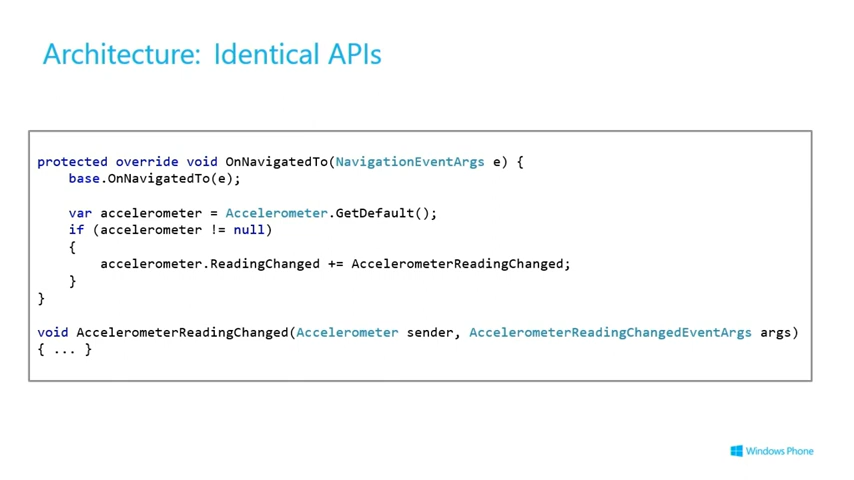 Architecture: Identical APIs
protected override void OnNavigatedTo(NavigationEventArgs e) {
base.OnNavigatedTo(e);
var accelerometer = Accelerometer.GetDefault();
if (accelerometer != null)
{
accelerometer.ReadingChanged += AccelerometerReadingChanged;
}
}
void AccelerometerReadingChanged(Accelerometer sender, AccelerometerReadingChangedEventArgs args)
{ ... }
Windows Phone